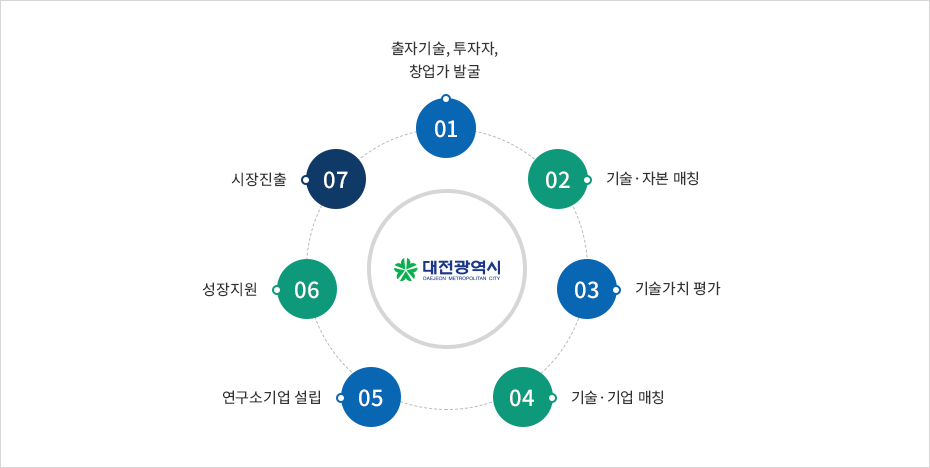 출자기술, 투자자,
창업가 발굴
01
02
기술·자본 매칭
03
기술가치 평가
04
기술·기업 매칭
05
연구소기업 설립
06
성장지원
07
시장진출
대전광역시
DAEJEON METROPOLITAN CITY